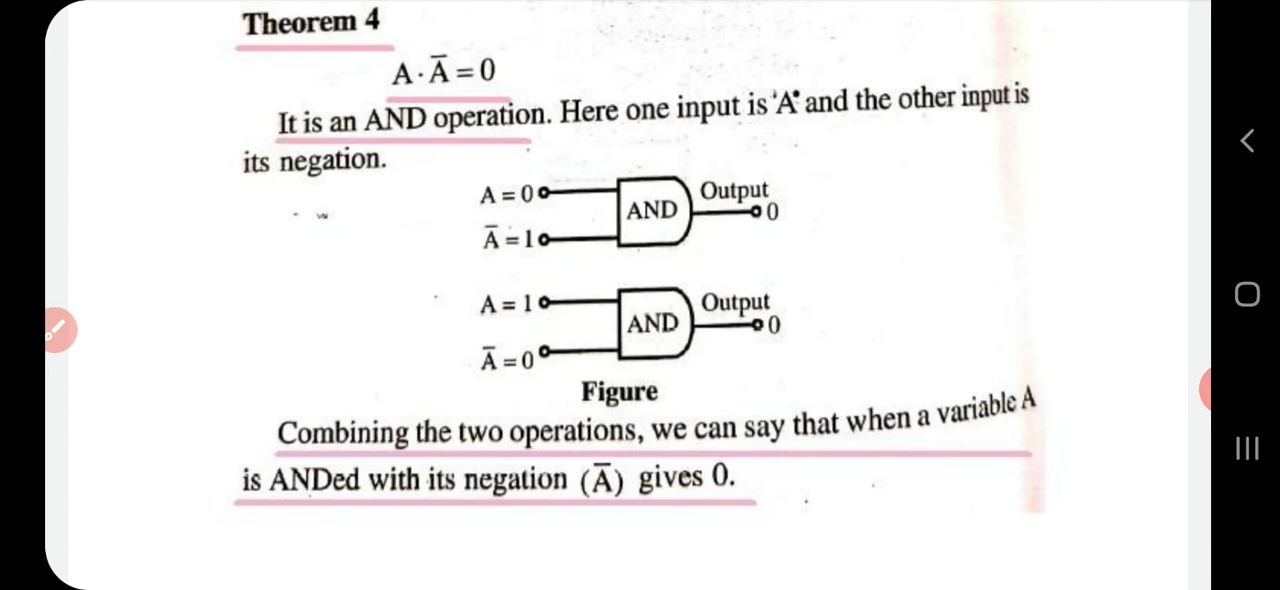 Theorem 4
A · Ā = 0
It is an AND operation. Here one input is 'A' and the other input is
its negation.
A = 0
AND
Output
0
Ā = 1
A = 1
AND
Output
0
Ā = 0
Figure
Combining the two operations, we can say that when a variable A
is ANDed with its negation (Ā) gives 0.